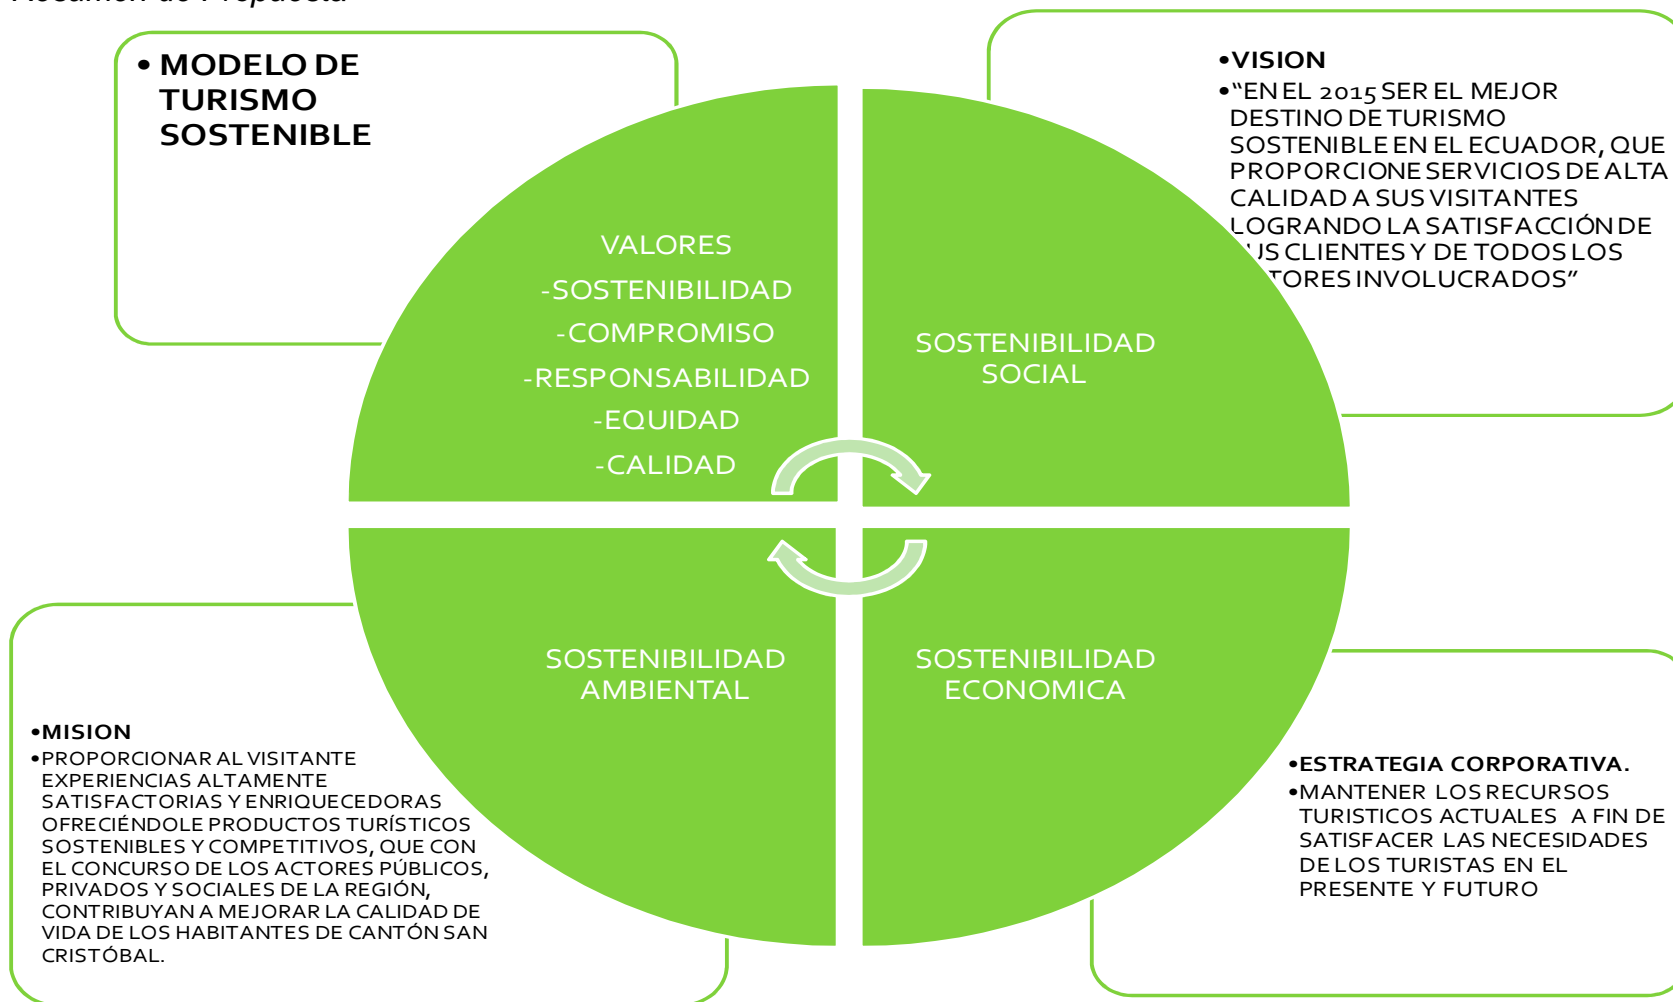 • MODELO DE
TURISMO
SOSTENIBLE
•VISION
•“EN EL 2015 SER EL MEJOR
DESTINO DE TURISMO
SOSTENIBLE EN EL ECUADOR, QUE
PROPORCIONE SERVICIOS DE ALTA
CALIDAD A SUS VISITANTES
LOGRANDO LA SATISFACCIÓN DE
US CLIENTES Y DE TODOS LOS
TORES INVOLUCRADOS”
VALORES
-SOSTENIBILIDAD
-COMPROMISO
-RESPONSABILIDAD
-EQUIDAD
-CALIDAD
SOSTENIBILIDAD
SOCIAL
SOSTENIBILIDAD
AMBIENTAL
SOSTENIBILIDAD
ECONOMICA
•MISION
•PROPORCIONAR AL VISITANTE
EXPERIENCIAS ALTAMENTE
SATISFACTORIAS Y ENRIQUECEDORAS
OFRECIÉNDOLE PRODUCTOS TURÍSTICOS
SOSTENIBLES Y COMPETITIVOS, QUE CON
EL CONCURSO DE LOS ACTORES PÚBLICOS,
PRIVADOS Y SOCIALES DE LA REGIÓN,
CONTRIBUYAN A MEJORAR LA CALIDAD DE
VIDA DE LOS HABITANTES DE CANTÓN SAN
CRISTÓBAL.
•ESTRATEGIA CORPORATIVA.
•MANTENER LOS RECURSOS
TURISTICOS ACTUALES A FIN DE
SATISFACER LAS NECESIDADES
DE LOS TURISTAS EN EL
PRESENTE Y FUTURO